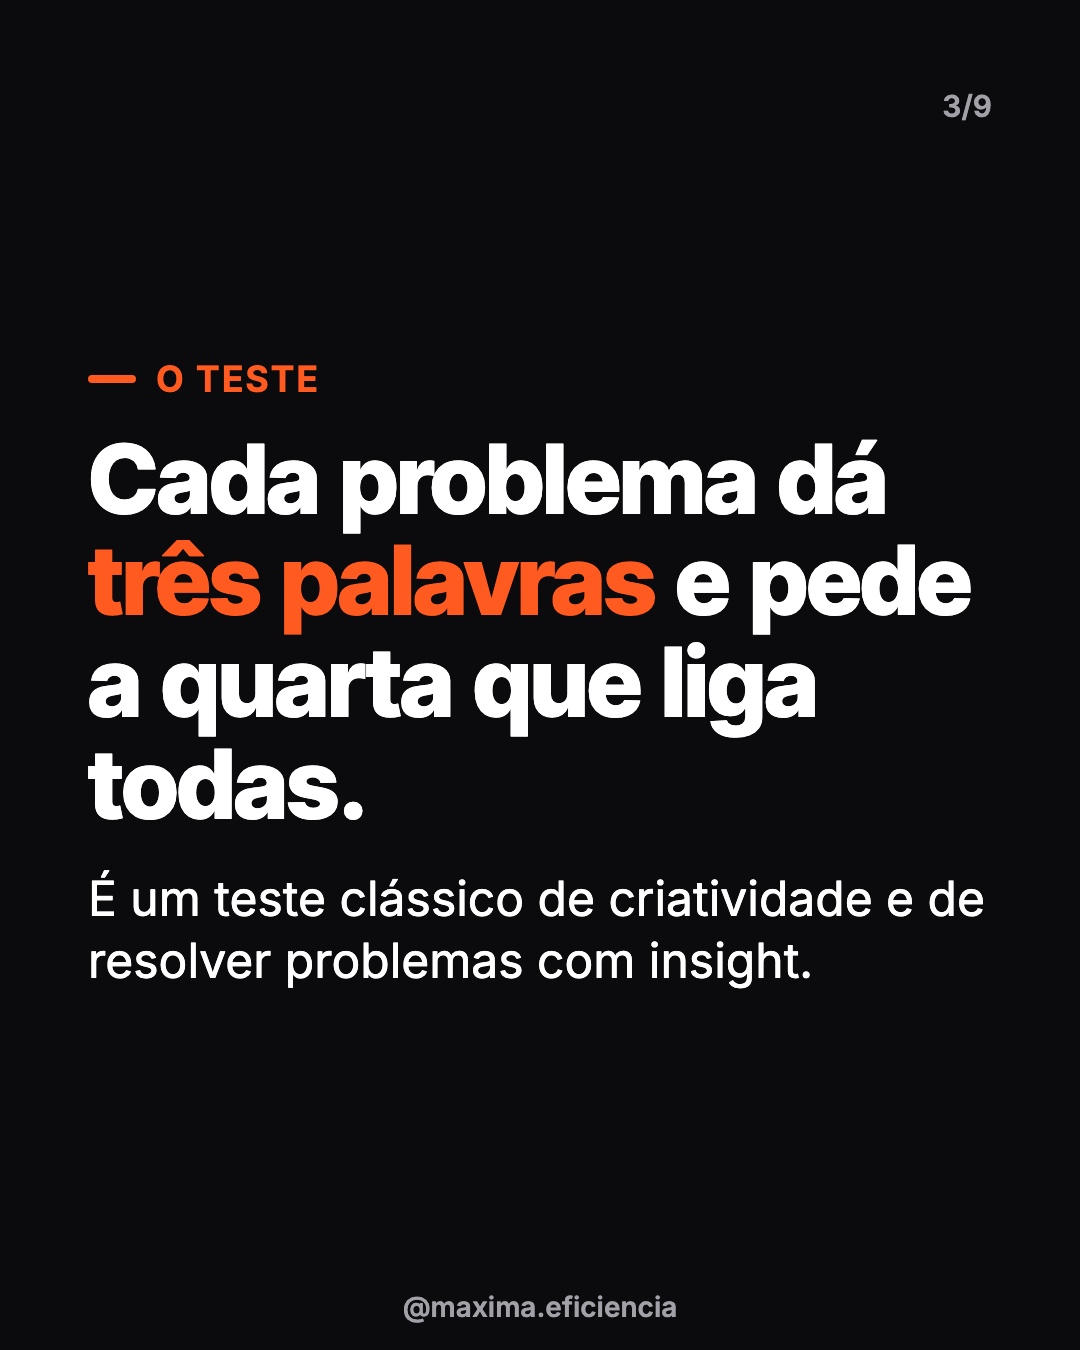 3/9
O TESTE
Cada problema dá
três palavras e pede
a quarta que liga
todas.
É um teste clássico de criatividade e de
resolver problemas com insight.
@maxima.eficiencia